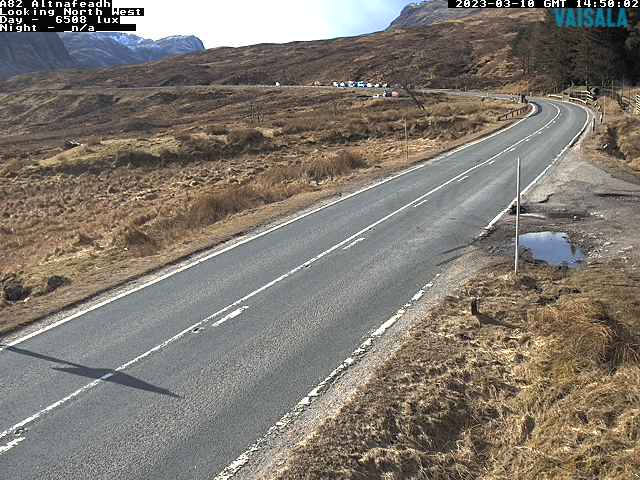 A82 Altnafeadh
Looking North West
Day - 6508 lux
Night - n/a
2023-03-10 GMT 14:50:02
VAISALA